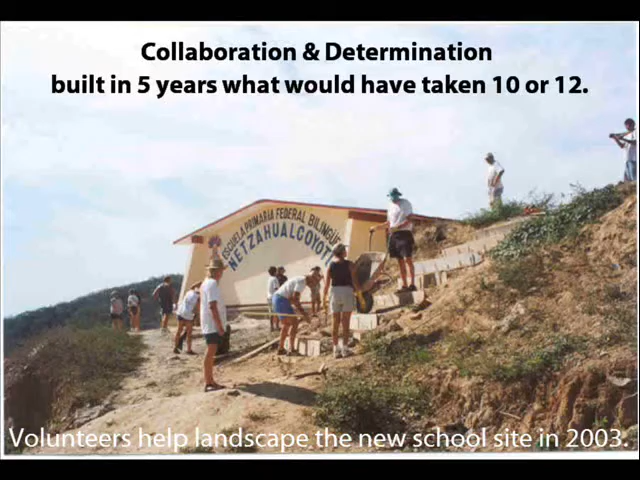 Collaboration & Determination
built in 5 years what would have taken 10 or 12.
ESCUELA PRIMARIA FEDERAL BILINGÜE
NETZAHUALCOYOTL
Volunteers help landscape the new school site in 2003.